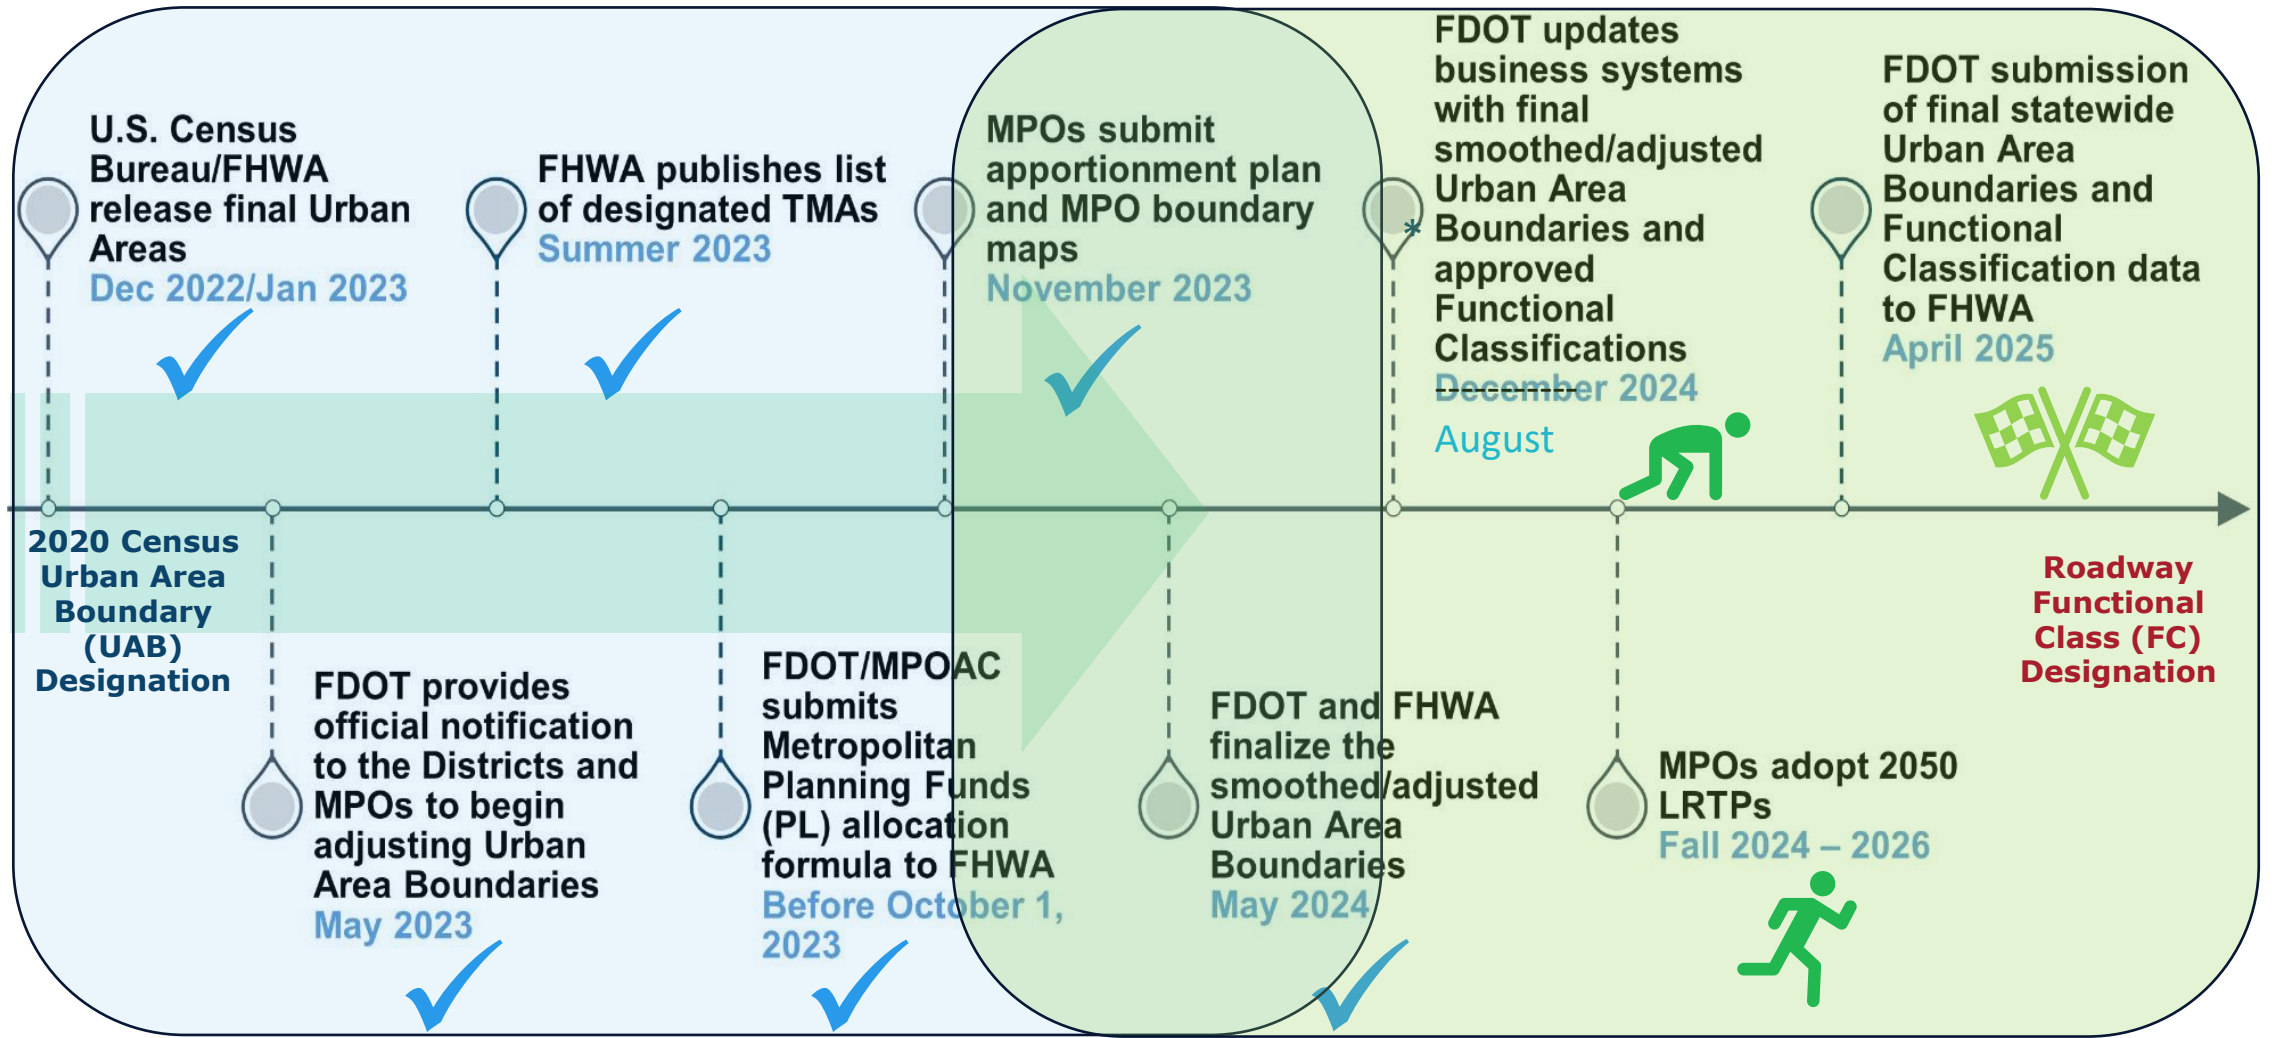 U.S. Census
Bureau/FHWA
release final Urban
Areas
Dec 2022/Jan 2023
FHWA publishes list
of designated TMAs
Summer 2023
MPOs submit
apportionment plan
and MPO boundary
maps
November 2023
*
FDOT updates
business systems
with final
smoothed/adjusted
Urban Area
Boundaries and
approved
Functional
Classifications
December 2024
August
FDOT submission
of final statewide
Urban Area
Boundaries and
Functional
Classification data
to FHWA
April 2025
2020 Census
Urban Area
Boundary
(UAB)
Designation
FDOT provides
official notification
to the Districts and
MPOs to begin
adjusting Urban
Area Boundaries
May 2023
FDOT/MPOAC
submits
Metropolitan
Planning Funds
(PL) allocation
formula to FHWA
Before October 1,
2023
FDOT and FHWA
finalize the
smoothed/adjusted
Urban Area
Boundaries
May 2024
MPOs adopt 2050
LRTPs
Fall 2024 – 2026
Roadway
Functional
Class (FC)
Designation